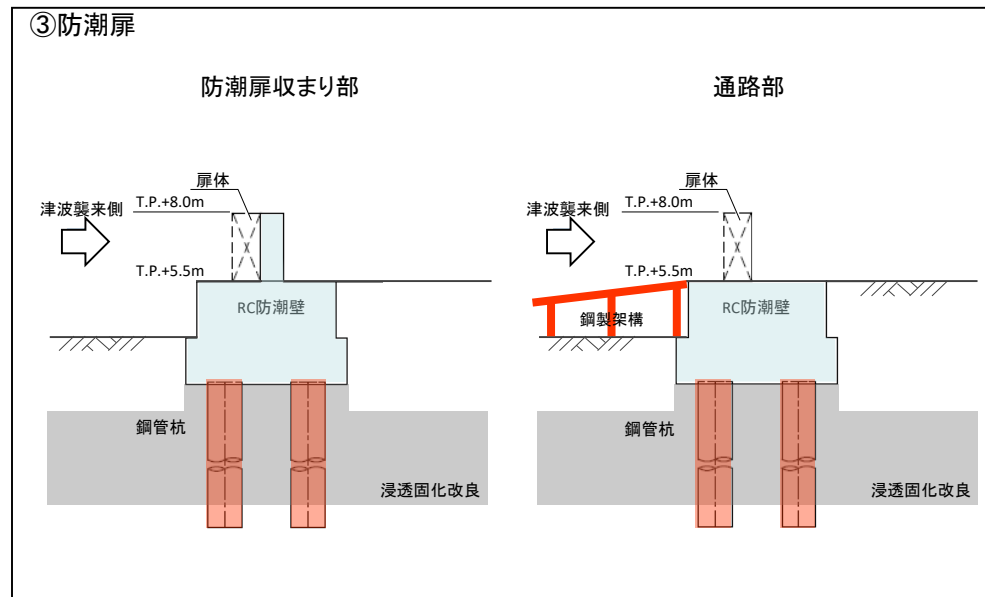 ③防潮扉
防潮扉収まり部
扉体
津波襲来側
T.P.+8.0m
T.P.+5.5m
RC防潮壁
鋼管杭
浸透固化改良
通路部
扉体
津波襲来側
T.P.+8.0m
T.P.+5.5m
RC防潮壁
鋼製架構
鋼管杭
浸透固化改良